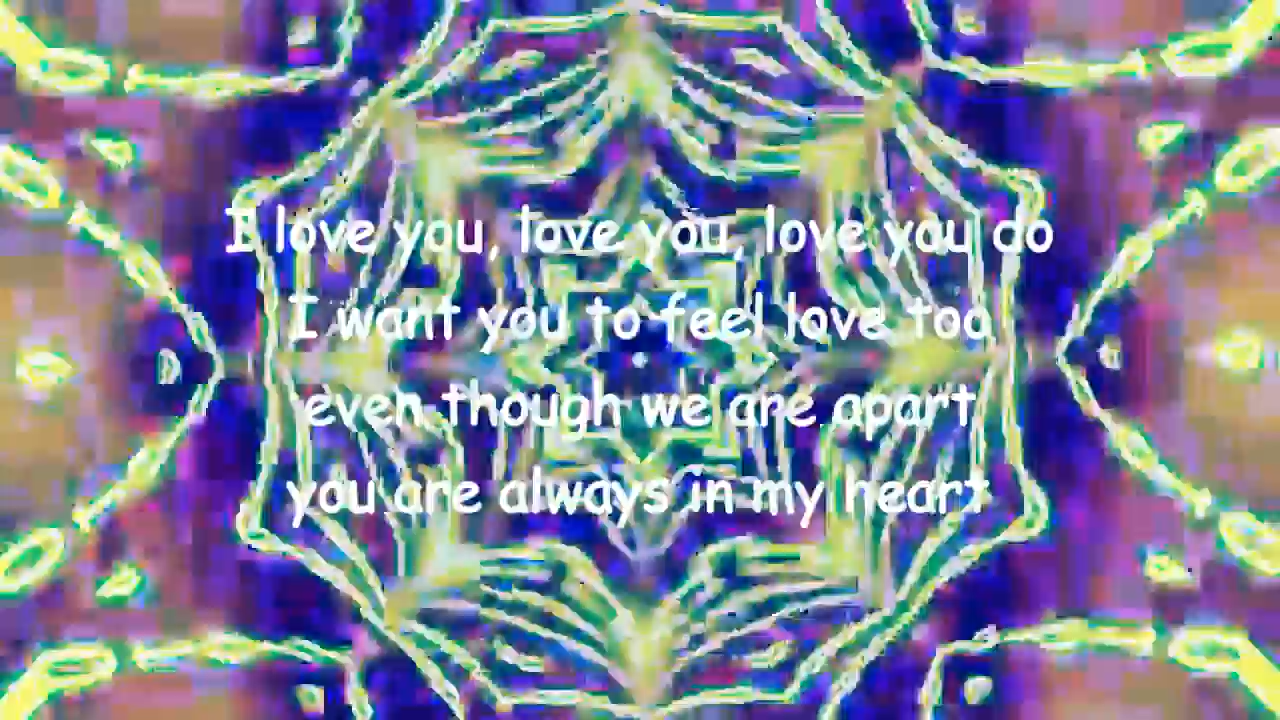 I love you, love you, love you do
I want you to feel love too
even though we are apart
you are always in my heart